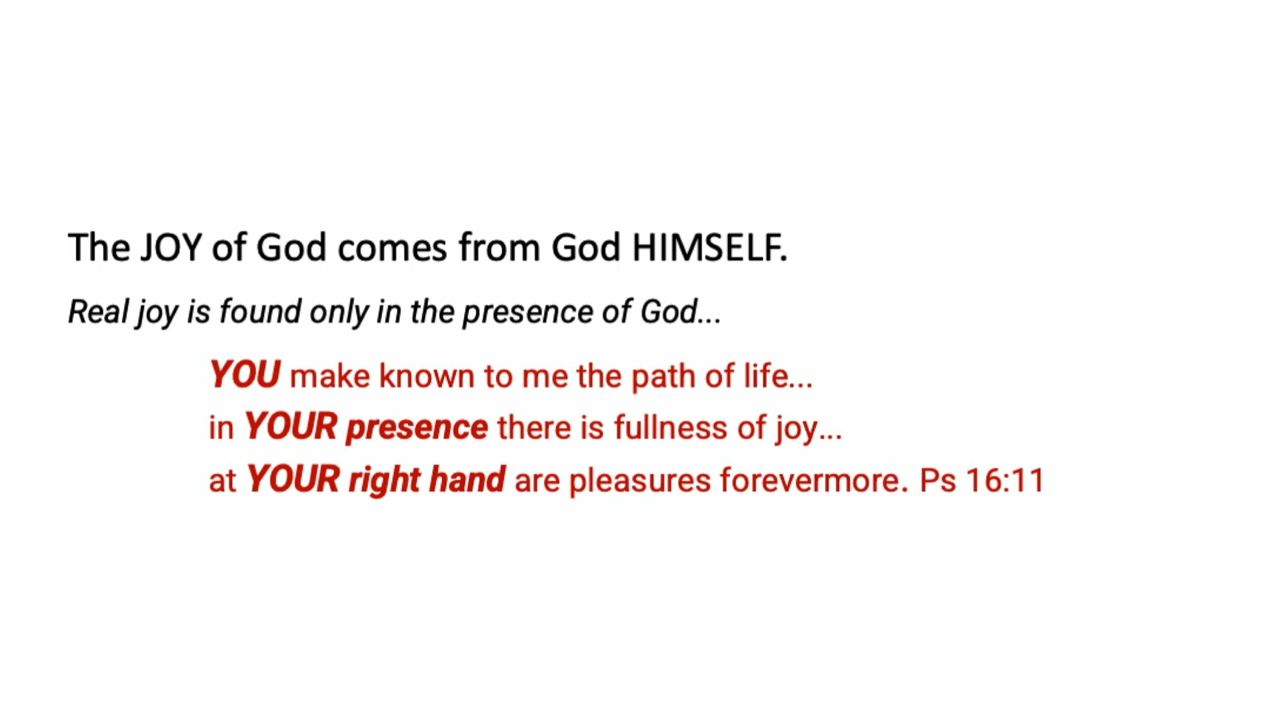 The JOY of God comes from God HIMSELF.
Real joy is found only in the presence of God...
YOU make known to me the path of life...
in YOUR presence there is fullness of joy...
at YOUR right hand are pleasures forevermore. Ps 16:11